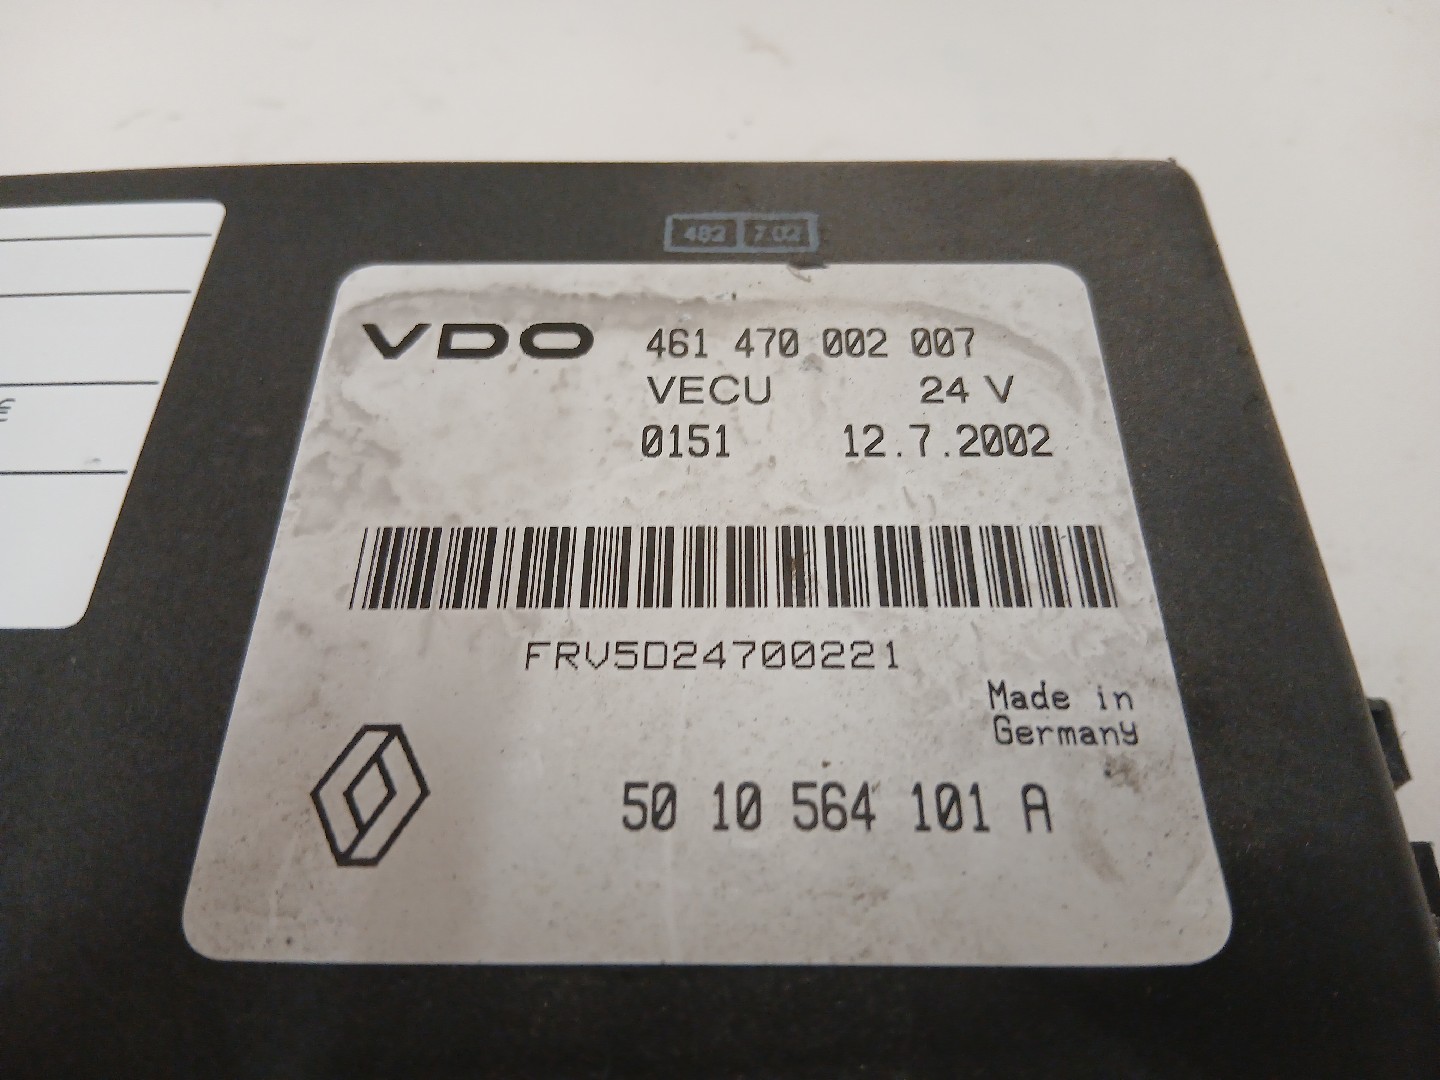 482 7.02
VDO 461 470 002 007
VECU 24 V
0151 12.7.2002
FRV5D24700221
Made in
Germany
50 10 564 101 A
€